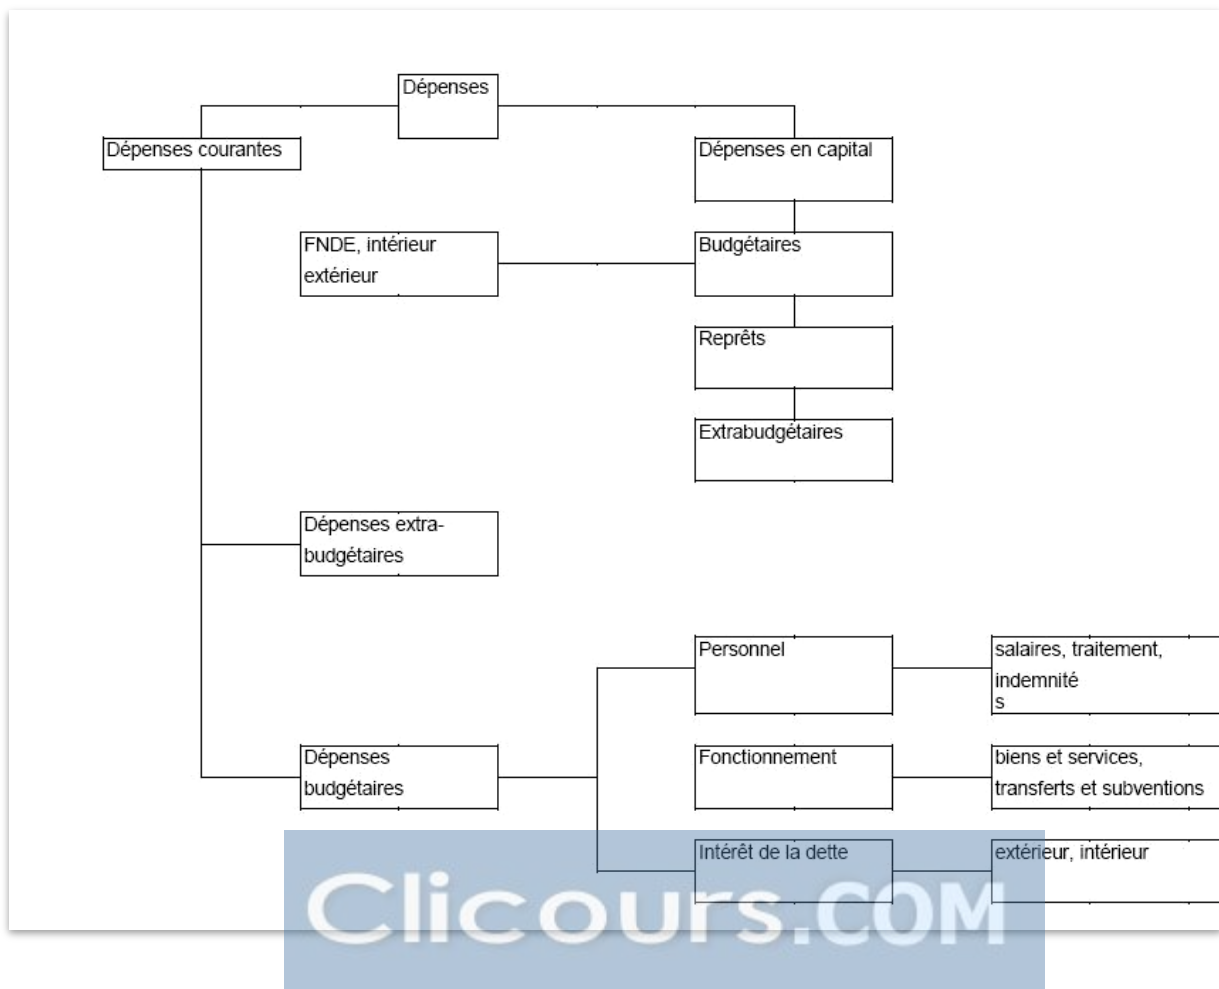 Dépenses
Dépenses courantes
Dépenses en capital
FNDE, intérieur
extérieur
Budgétaires
Reprêts
Extrabudgétaires
Dépenses extra-
budgétaires
Personnel
salaires, traitement,
indemnité
s
Dépenses
budgétaires
Fonctionnement
biens et services,
transferts et subventions
Intérêt de la dette
extérieur, intérieur
Clicours.COM